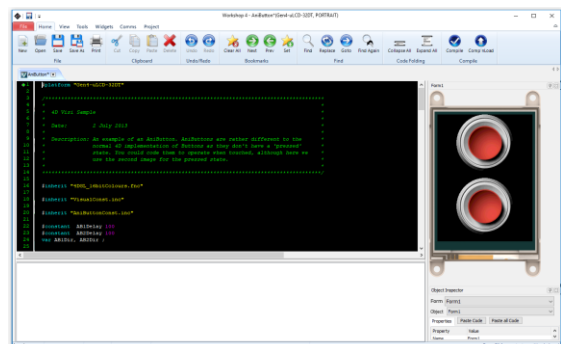 Workshop 4 - AniButton*(Gen4-uLCD-32DT, PORTRAIT)
File Home View Tools Widgets Comms Project
New Open Save Save As Print Cut Copy Paste Delete Undo Redo Clear All Next Prev Set Find Replace Goto Find Again Collapse All Expand All Compile Comp'nLoad
File Clipboard Undo/Redo Bookmarks Find Code Folding Compile
AniButton*
#platform "Gen4-uLCD-32DT"
* 4D Visi Sample
* Date: 2 July 2013
* Description: An example of an AniButton. AniButtons are rather different to the
* normal 4D implementation of Buttons as they don't have a 'pressed'
* state. You could code them to operate when touched, although here we
* use the second image for the pressed state.
#inherit "4DGL_16bitColours.fnc"
#inherit "VisualConst.inc"
#inherit "AniButtonConst.inc"
#constant AB1Delay
#constant AB2Delay
var AB1Dir, AB2Dir ;
Form1
Object Inspector
Form Form1
Object Form1
Properties Paste Code Paste all Code
Property Value
Name Form1